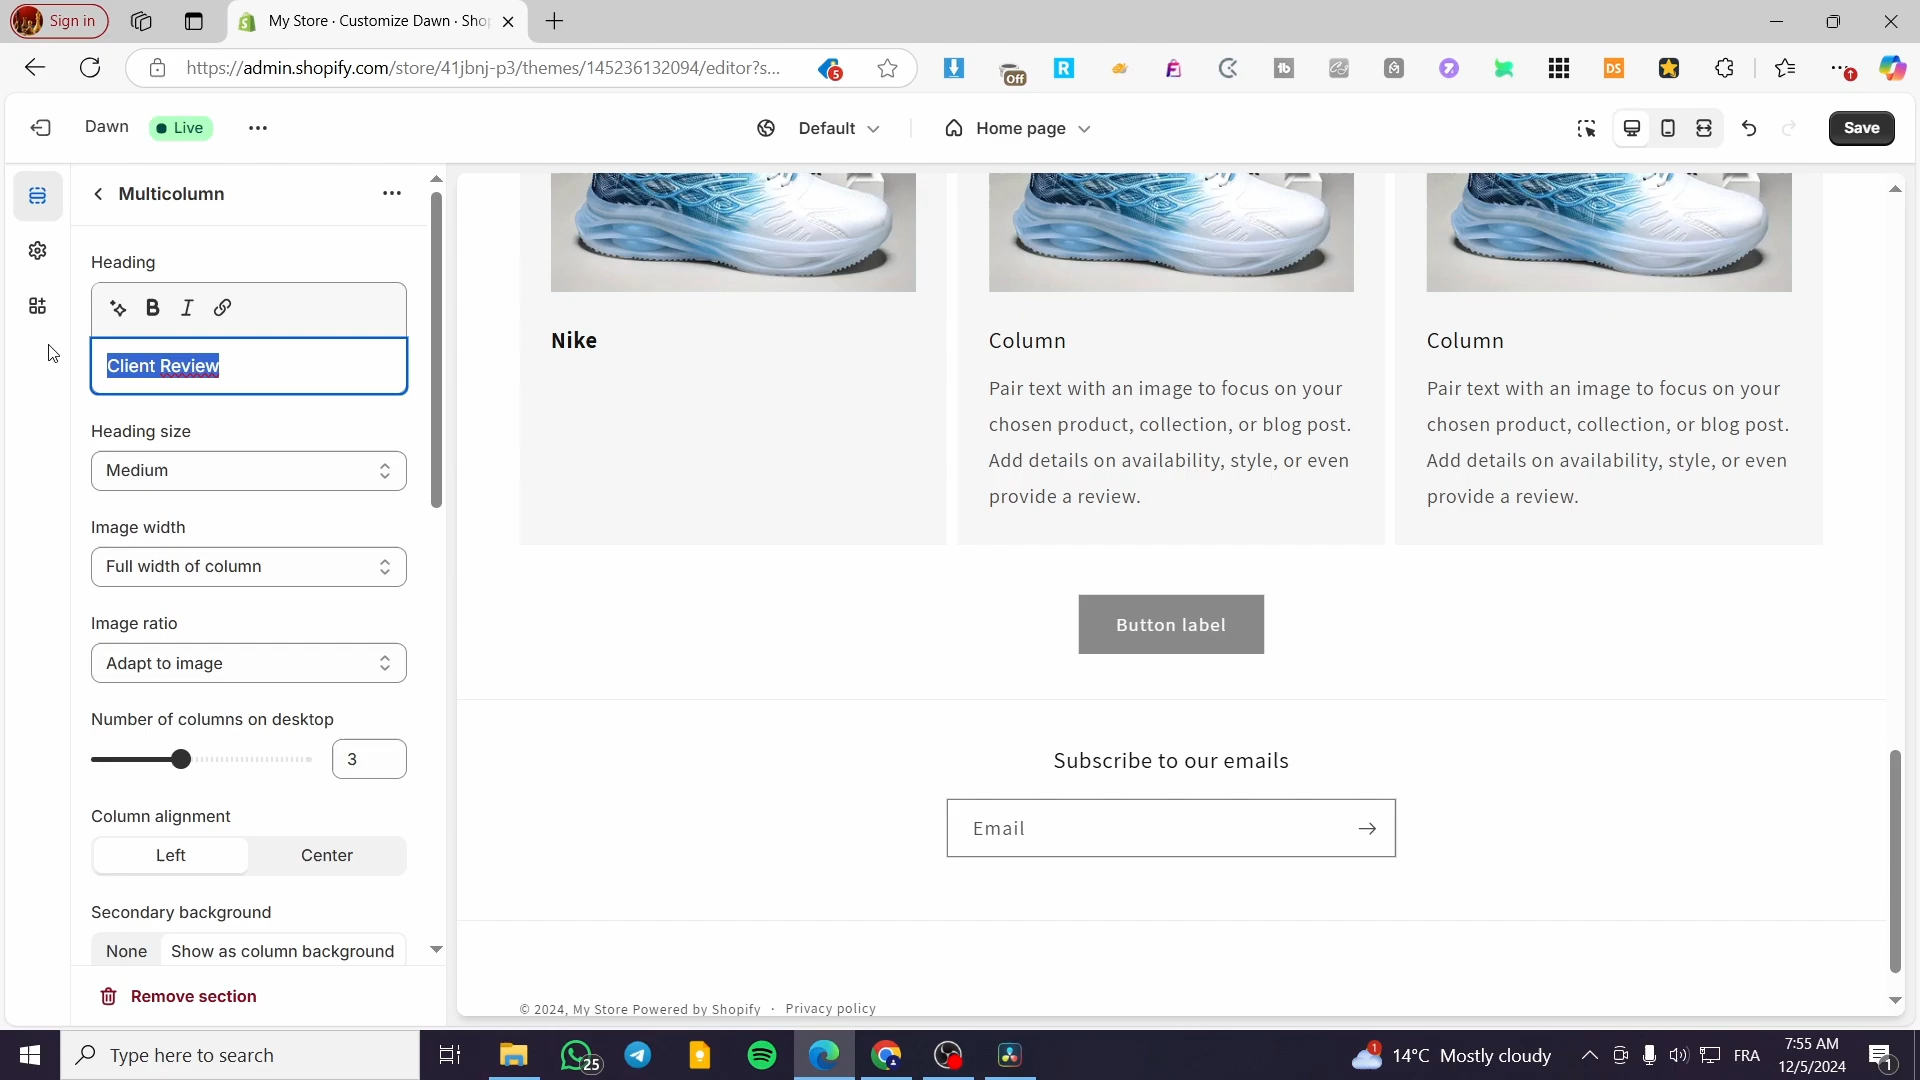 Sign in
My Store · Customize Dawn · Sho
https://admin.shopify.com/store/41jbnj-p3/themes/145236132094/editor?s...
5
Off
R
tb
DS
Dawn
Live
Default
Home page
Save
Multicolumn
Heading
B I
Client Review
Heading size
Medium
Image width
Full width of column
Image ratio
Adapt to image
Number of columns on desktop
3
Column alignment
Left
Center
Secondary background
None
Show as column background
Remove section
Nike
Column
Pair text with an image to focus on your
chosen product, collection, or blog post.
Add details on availability, style, or even
provide a review.
Column
Pair text with an image to focus on your
chosen product, collection, or blog post.
Add details on availability, style, or even
provide a review.
Button label
Subscribe to our emails
Email
© 2024, My Store Powered by Shopify · Privacy policy
Type here to search
25
1
14°C Mostly cloudy
FRA
7:55 AM
12/5/2024
1